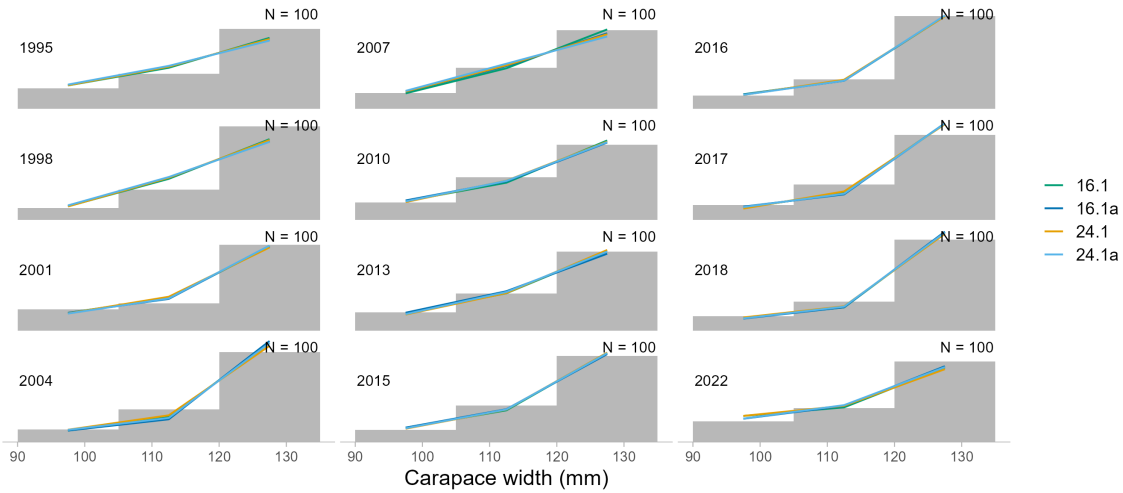 N = 100
N = 100
N = 100
1995
2007
2016
N = 100
N = 100
N = 100
1998
2010
2017
N = 100
N = 100
N = 100
2001
2013
2018
N = 100
N = 100
N = 100
2004
2015
2022
90 100 110 120 130
90 100 110 120 130
90 100 110 120 130
Carapace width (mm)
16.1
16.1a
24.1
24.1a